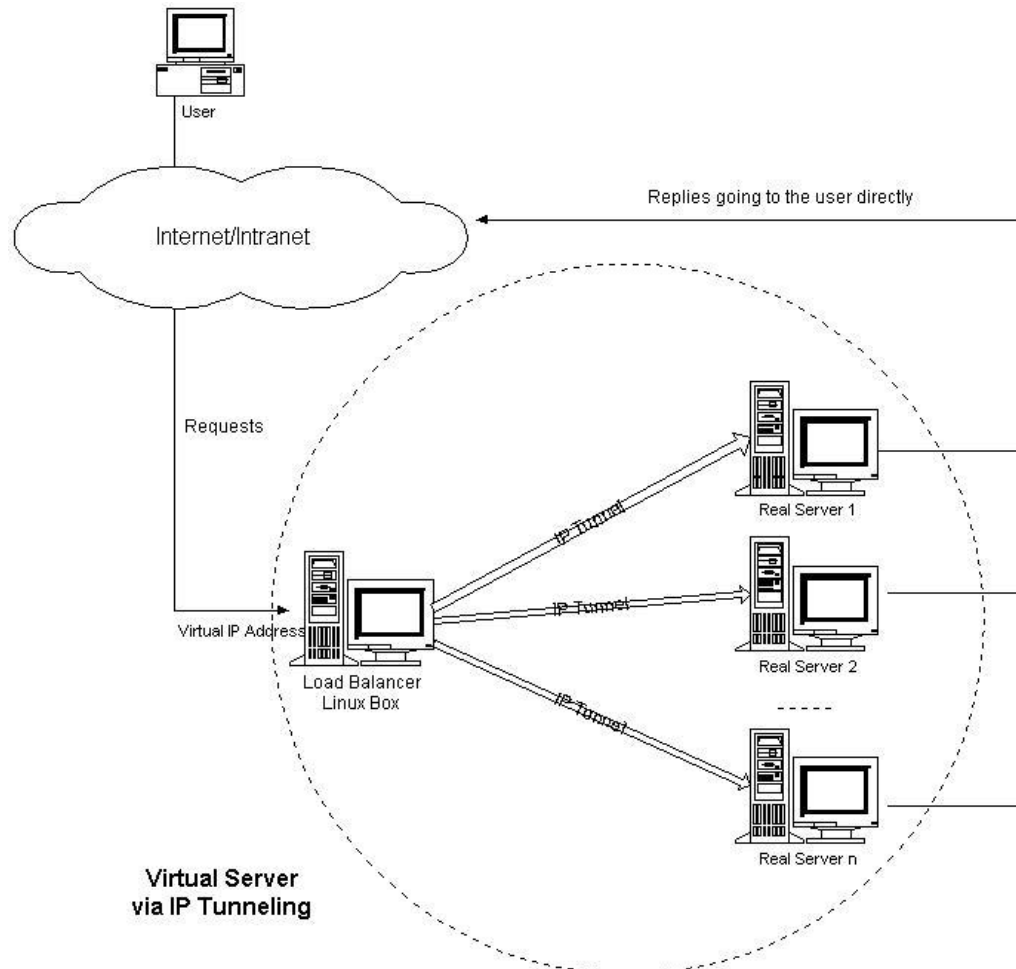 User
Internet/Intranet
Replies going to the user directly
Requests
Virtual IP Address
Load Balancer
Linux Box
IP Tunnel
IP Tunnel
IP Tunnel
Real Server 1
Real Server 2
......
Real Server n
Virtual Server
via IP Tunneling